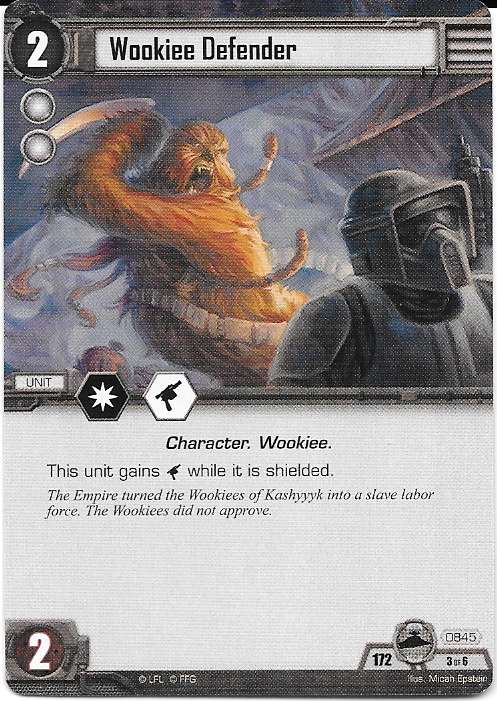 2
Wookiee Defender
UNIT
Character. Wookiee.
This unit gains while it is shielded.
The Empire turned the Wookiees of Kashyyyk into a slave labor
force. The Wookiees did not approve.
2
© LFL © FFG
172
0845
3 OF 6
Illus. Micah Epstein